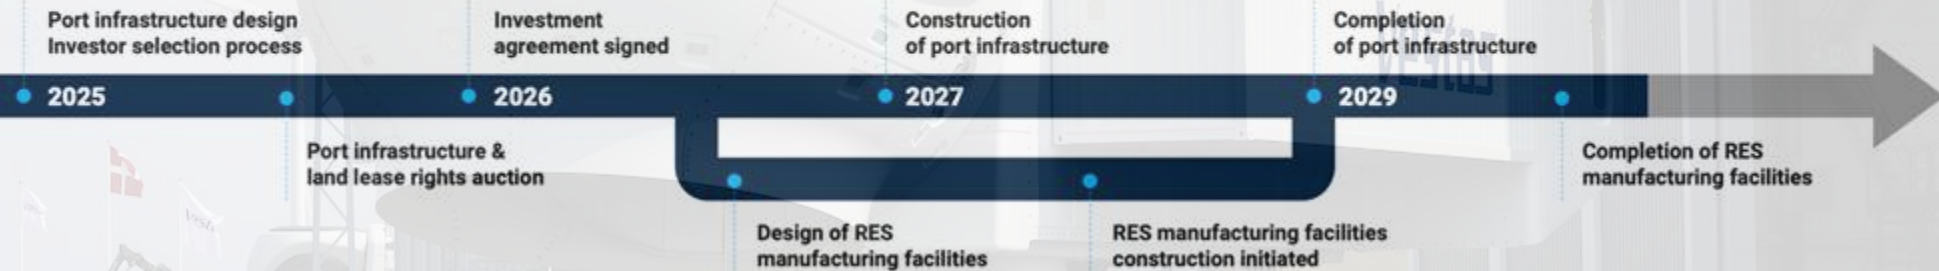 Port infrastructure design
Investor selection process
Investment
agreement signed
Construction
of port infrastructure
Completion
of port infrastructure
2025
2026
2027
2029
Port infrastructure &
land lease rights auction
Completion of RES
manufacturing facilities
Design of RES
manufacturing facilities
RES manufacturing facilities
construction initiated
Vestas